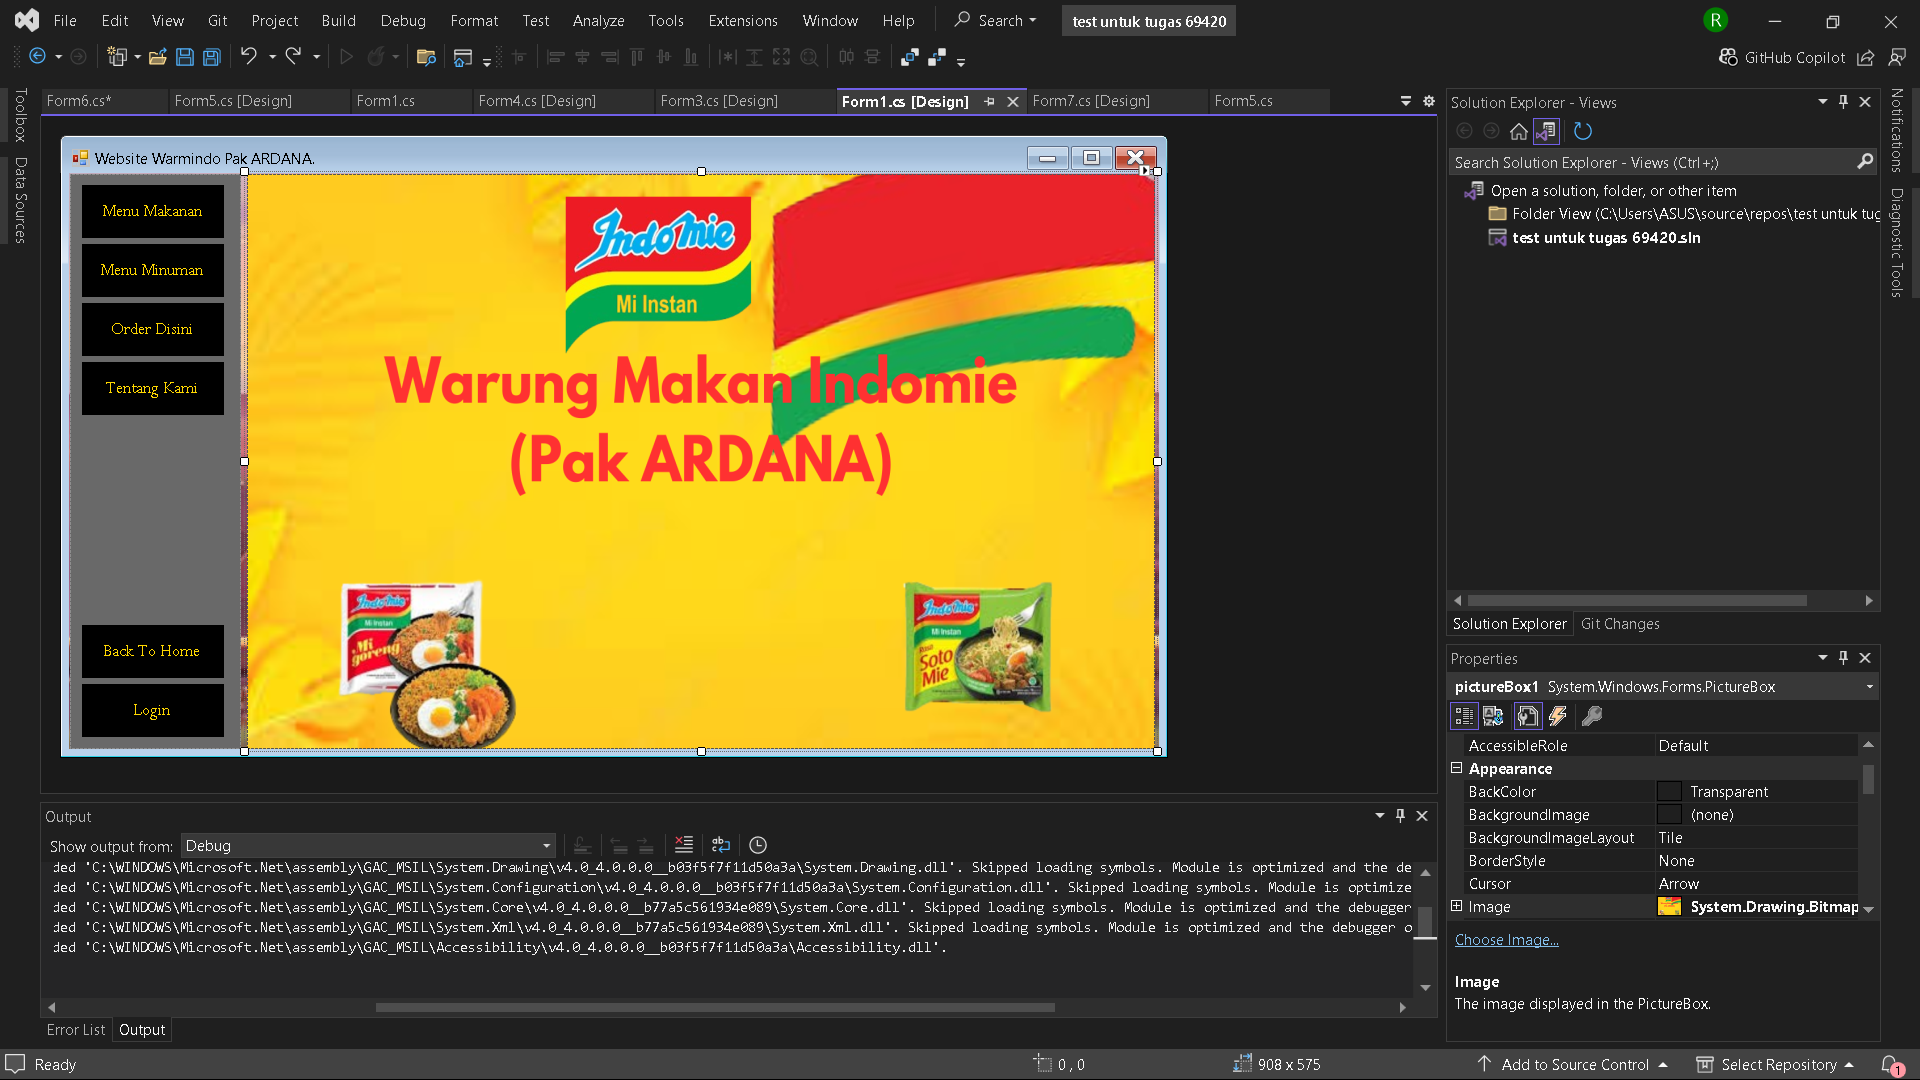 File Edit View Git Project Build Debug Format Test Analyze Tools Extensions Window Help Search test untuk tugas 69420 R
GitHub Copilot
Toolbox
Data Sources
Form6.cs* Form5.cs [Design] Form1.cs Form4.cs [Design] Form3.cs [Design] Form1.cs [Design] Form7.cs [Design] Form5.cs
Website Warmindo Pak ARDANA.
Menu Makanan
Menu Minuman
Order Disini
Tentang Kami
Back To Home
Login
Indomie
Mi Instan
Warung Makan Indomie
(Pak ARDANA)
Indomie
Mi Instan
Mi
goreng
Indomie
Mi Instan
Rasa
Soto
Mie
Output
Show output from: Debug
ded 'C:\WINDOWS\Microsoft.Net\assembly\GAC_MSIL\System.Drawing\v4.0_4.0.0.0__b03f5f7f11d50a3a\System.Drawing.dll'. Skipped loading symbols. Module is optimized and the de
ded 'C:\WINDOWS\Microsoft.Net\assembly\GAC_MSIL\System.Configuration\v4.0_4.0.0.0__b03f5f7f11d50a3a\System.Configuration.dll'. Skipped loading symbols. Module is optimize
ded 'C:\WINDOWS\Microsoft.Net\assembly\GAC_MSIL\System.Core\v4.0_4.0.0.0__b77a5c561934e089\System.Core.dll'. Skipped loading symbols. Module is optimized and the debugger
ded 'C:\WINDOWS\Microsoft.Net\assembly\GAC_MSIL\System.Xml\v4.0_4.0.0.0__b77a5c561934e089\System.Xml.dll'. Skipped loading symbols. Module is optimized and the debugger o
ded 'C:\WINDOWS\Microsoft.Net\assembly\GAC_MSIL\Accessibility\v4.0_4.0.0.0__b03f5f7f11d50a3a\Accessibility.dll'.
Error List Output
Solution Explorer - Views
Search Solution Explorer - Views (Ctrl+;)
Open a solution, folder, or other item
Folder View (C:\Users\ASUS\source\repos\test untuk tug
test untuk tugas 69420.sln
Solution Explorer Git Changes
Properties
pictureBox1 System.Windows.Forms.PictureBox
AccessibleRole Default
Appearance
BackColor Transparent
BackgroundImage (none)
BackgroundImageLayout Tile
BorderStyle None
Cursor Arrow
Image System.Drawing.Bitmap
Choose Image...
Image
The image displayed in the PictureBox.
Notifications
Diagnostic Tools
Ready 0 , 0 908 x 575 Add to Source Control Select Repository 1